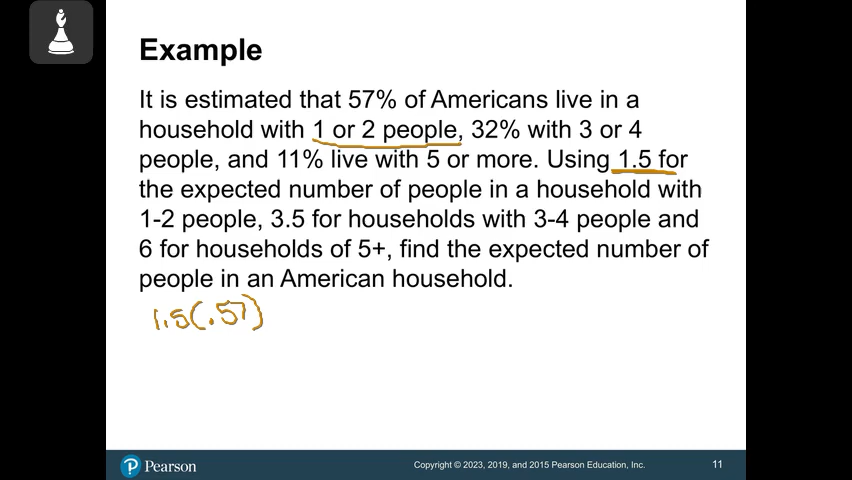 Example
It is estimated that 57% of Americans live in a
household with 1 or 2 people, 32% with 3 or 4
people, and 11% live with 5 or more. Using 1.5 for
the expected number of people in a household with
1-2 people, 3.5 for households with 3-4 people and
6 for households of 5+, find the expected number of
people in an American household.
1.5(.57)
Pearson
Copyright © 2023, 2019, and 2015 Pearson Education, Inc.
11